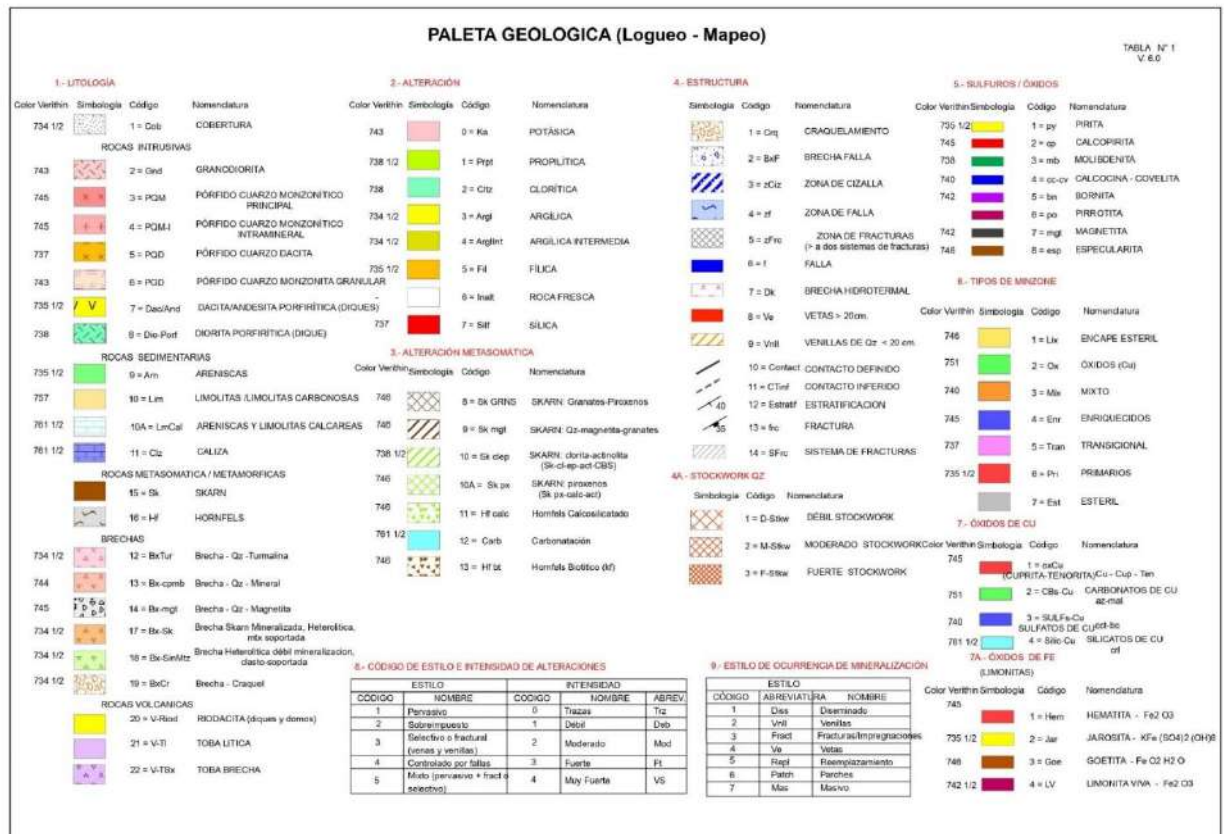 PALETA GEOLOGICA (Logueo - Mapeo)
TABLA N° 1
V. 6.0
1.- LITOLOGÍA
Color Verithin Simbología Código Nomenclatura
734 1/2 1 = Cob COBERTURA
ROCAS INTRUSIVAS
743 2 = Gnd GRANODIORITA
745 3 = PQM PÓRFIDO CUARZO MONZONÍTICO PRINCIPAL
745 4 = PQM-I PÓRFIDO CUARZO MONZONÍTICO INTRAMINERAL
737 5 = PQD PÓRFIDO CUARZO DACITA
743 6 = PGD PÓRFIDO CUARZO MONZONITA GRANULAR
735 1/2 V 7 = Dac/And DACITA/ANDESITA PORFIRÍTICA (DIQUES)
738 8 = Dio-Porf DIORITA PORFIRÍTICA (DIQUE)
ROCAS SEDIMENTARIAS
735 1/2 9 = Arn ARENISCAS
757 10 = Lim LIMOLITAS /LIMOLITAS CARBONOSAS
761 1/2 10A = LmCal ARENISCAS Y LIMOLITAS CALCAREAS
761 1/2 11 = Clz CALIZA
ROCAS METASOMATICA / METAMORFICAS
15 = Sk SKARN
16 = Hf HORNFELS
BRECHAS
734 1/2 12 = BxTur Brecha - Qz -Turmalina
744 13 = Bx-cpmb Brecha - Qz - Mineral
745 14 = Bx-mgt Brecha - Qz - Magnetita
734 1/2 17 = Bx-Sk Brecha Skarn Mineralizada, Heterolítica, mtx soportada
734 1/2 18 = Bx-SinMtz Brecha Heterolítica débil mineralizacion, clasto-soportada
734 1/2 19 = BxCr Brecha - Craquel
ROCAS VOLCANICAS
20 = V-Riod RIODACITA (diques y domos)
21 = V-Tl TOBA LITICA
22 = V-TBx TOBA BRECHA
2.- ALTERACIÓN
Color Verithin Simbología Código Nomenclatura
743 0 = Ka POTÁSICA
738 1/2 1 = Prpt PROPILÍTICA
738 2 = Crtz CLORÍTICA
734 1/2 3 = Argl ARGÍLICA
734 1/2 4 = ArglInt ARGÍLICA INTERMEDIA
735 1/2 5 = Fil FÍLICA
- 6 = Inalt ROCA FRESCA
737 7 = Silf SÍLICA
3.- ALTERACIÓN METASOMÁTICA
Color Verithin Simbología Código Nomenclatura
746 8 = Sk GRNS SKARN: Granates-Piroxenos
746 9 = Sk mgt SKARN: Qz-magnetita-granates
738 1/2 10 = Sk clep SKARN: clorita-actinolita (Sk-cl-ep-act-CBS)
746 10A = Sk px SKARN: piroxenos (Sk px-calc-act)
746 11 = Hf calc Hornfels Calcosilicatado
761 1/2 12 = Carb Carbonatación
746 13 = Hf bt Hornfels Biotítico (kf)
4.- ESTRUCTURA
Simbología Código Nomenclatura
1 = Crq CRAQUELAMIENTO
2 = BxF BRECHA FALLA
3 = zCiz ZONA DE CIZALLA
4 = zf ZONA DE FALLA
5 = zFrc ZONA DE FRACTURAS (> a dos sistemas de fracturas)
6 = f FALLA
7 = Dk BRECHA HIDROTERMAL
8 = Ve VETAS > 20cm.
9 = Vnll VENILLAS DE Qz < 20 cm.
10 = Contact CONTACTO DEFINIDO
11 = CTinf CONTACTO INFERIDO
40 12 = Estratif ESTRATIFICACION
35 13 = frc FRACTURA
14 = SFrc SISTEMA DE FRACTURAS
4A.- STOCKWORK QZ
Simbología Código Nomenclatura
1 = D-Stkw DÉBIL STOCKWORK
2 = M-Stkw MODERADO STOCKWORK
3 = F-Stkw FUERTE STOCKWORK
5.- SULFUROS / ÓXIDOS
Color Verithin Simbología Código Nomenclatura
735 1/2 1 = py PIRITA
745 2 = cp CALCOPIRITA
738 3 = mb MOLIBDENITA
740 4 = cc-cv CALCOCINA - COVELITA
742 5 = bn BORNITA
6 = po PIRROTITA
742 7 = mgt MAGNETITA
746 8 = esp ESPECULARITA
6.- TIPOS DE MINZONE
Color Verithin Simbología Código Nomenclatura
746 1 = Lix ENCAPE ESTERIL
751 2 = Ox ÓXIDOS (Cu)
740 3 = Mix MIXTO
745 4 = Enr ENRIQUECIDOS
737 5 = Tran TRANSICIONAL
735 1/2 6 = Pri PRIMARIOS
7 = Est ESTERIL
7.- ÓXIDOS DE CU
Color Verithin Simbología Código Nomenclatura
745 1 = oxCu (CUPRITA-TENORITA) Cu - Cup - Ten
751 2 = CBs-Cu CARBONATOS DE CU az-mal
740 3 = SULFs-Cu SULFATOS DE CU
761 1/2 4 = Silic-Cu SILICATOS DE CU crl
7A.- ÓXIDOS DE FE
(LIMONITAS)
Color Verithin Simbología Código Nomenclatura
745 1 = Hem HEMATITA - Fe2 O3
735 1/2 2 = Jar JAROSITA - KFe (SO4)2 (OH)6
746 3 = Goe GOETITA - Fe O2 H2 O
742 1/2 4 = LV LIMONITA VIVA - Fe2 O3
8.- CÓDIGO DE ESTILO E INTENSIDAD DE ALTERACIONES
ESTILO INTENSIDAD
CODIGO NOMBRE CODIGO NOMBRE ABREV.
1 Pervasivo 0 Trazas Trz
2 Sobreimpuesto 1 Débil Deb
3 Selectivo o fractural (venas y venillas) 2 Moderado Mod
4 Controlado por fallas 3 Fuerte Ft
5 Mixto (pervasivo + fract o selectivo) 4 Muy Fuerte VS
9.- ESTILO DE OCURRENCIA DE MINERALIZACIÓN
ESTILO
CÓDIGO ABREVIATURA NOMBRE
1 Diss Diseminado
2 Vnll Venillas
3 Fract Fracturas/Impregnaciones
4 Ve Vetas
5 Repl Reemplazamiento
6 Patch Parches
7 Mas Masivo